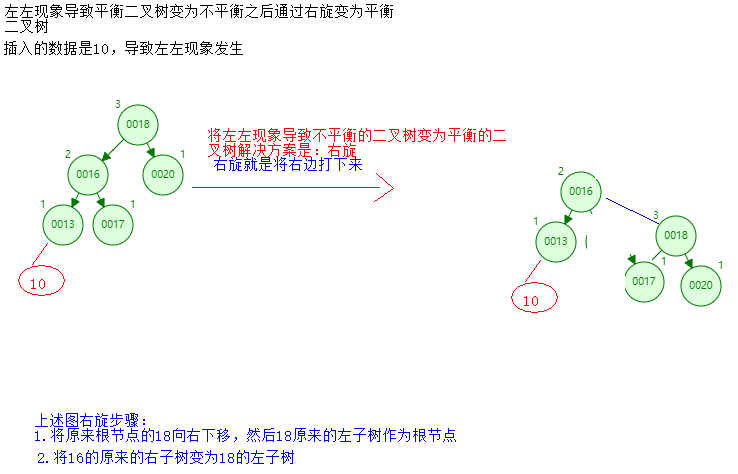 左左现象导致平衡二叉树变为不平衡之后通过右旋变为平衡
二叉树
插入的数据是10，导致左左现象发生
3
0018
2
0016
1
0020
1
0013
1
0017
10
将左左现象导致不平衡的二叉树变为平衡的二
叉树解决方案是：右旋
右旋就是将右边打下来
2
0016
1
0013
3
0018
1
0017
1
0020
10
上述图右旋步骤：
1.将原来根节点的18向右下移，然后18原来的左子树作为根节点
2.将16的原来的右子树变为18的左子树